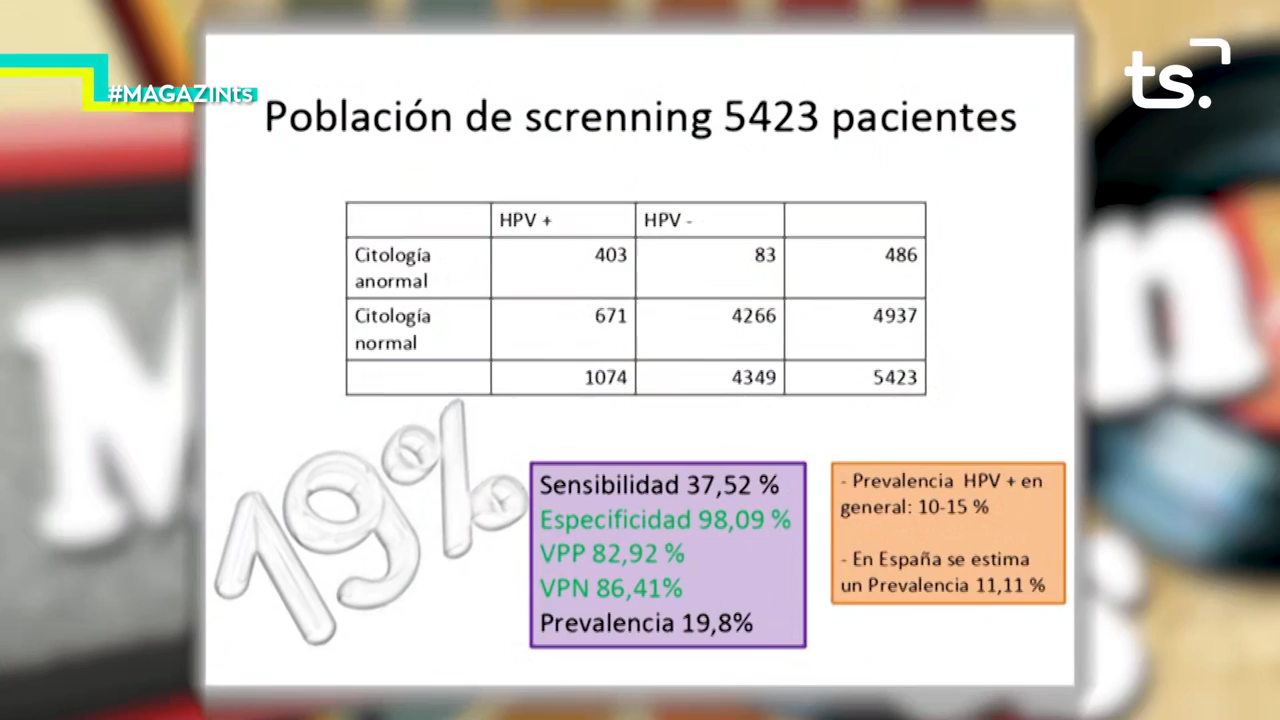 #MAGAZINts
ts.
Población de screnning 5423 pacientes
HPV + HPV -
Citología anormal 403 83 486
Citología normal 671 4266 4937
1074 4349 5423
19%
Sensibilidad 37,52 %
Especificidad 98,09 %
VPP 82,92 %
VPN 86,41%
Prevalencia 19,8%
- Prevalencia HPV + en
general: 10-15 %
- En España se estima
un Prevalencia 11,11 %